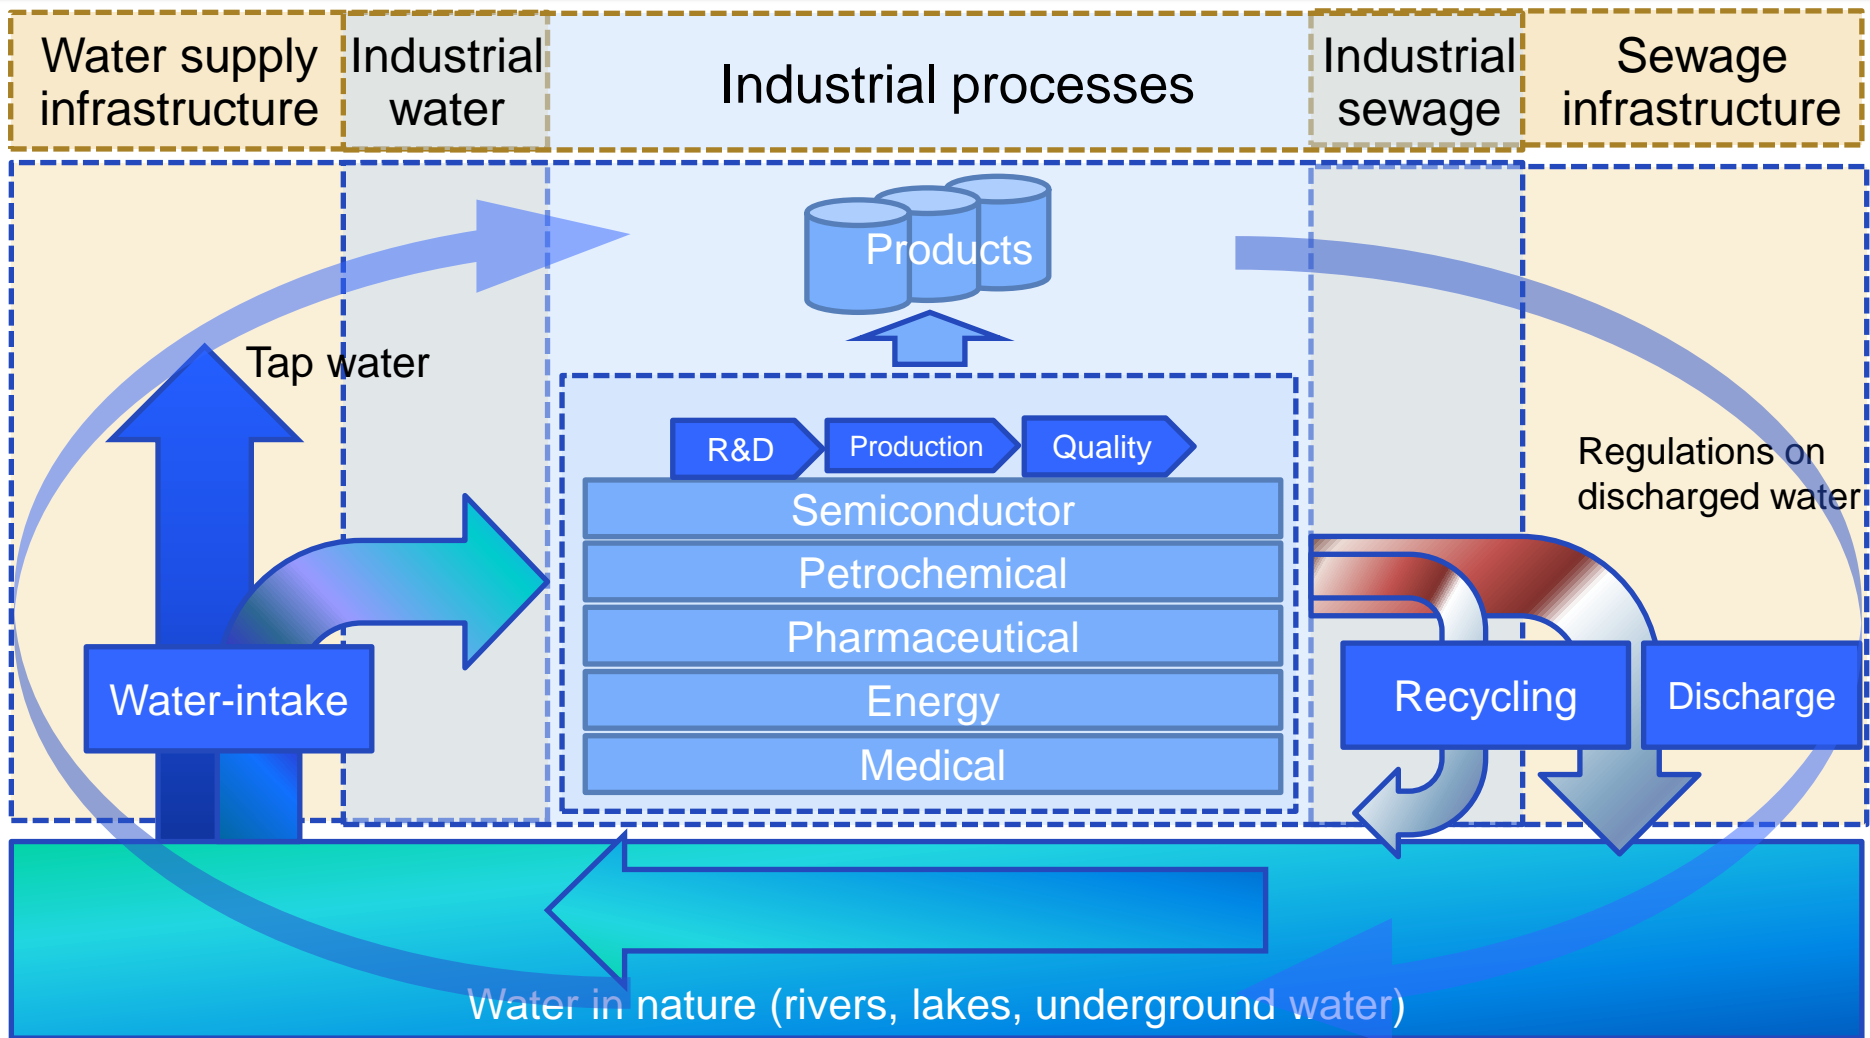 Water supply
infrastructure
Industrial
water
Industrial processes
Industrial
sewage
Sewage
infrastructure
Products
Tap water
R&D
Production
Quality
Semiconductor
Petrochemical
Pharmaceutical
Energy
Medical
Regulations on
discharged water
Water-intake
Recycling
Discharge
Water in nature (rivers, lakes, underground water)